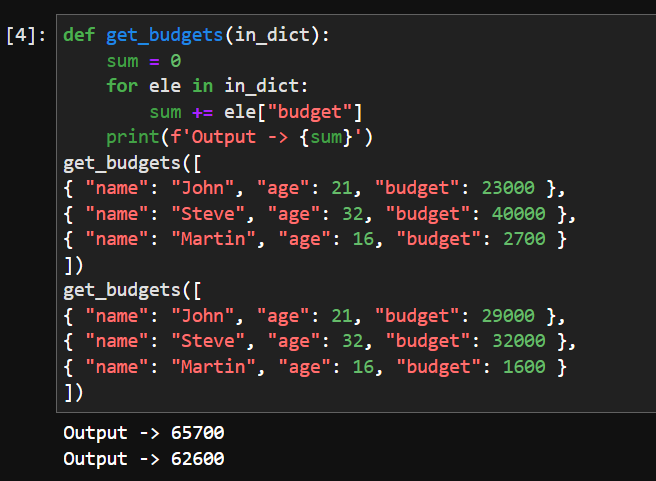 [4]: def get_budgets(in_dict):
    sum = 0
    for ele in in_dict:
        sum += ele["budget"]
    print(f'Output -> {sum}')
get_budgets([
{ "name": "John", "age": 21, "budget": 23000 },
{ "name": "Steve", "age": 32, "budget": 40000 },
{ "name": "Martin", "age": 16, "budget": 2700 }
])
get_budgets([
{ "name": "John", "age": 21, "budget": 29000 },
{ "name": "Steve", "age": 32, "budget": 32000 },
{ "name": "Martin", "age": 16, "budget": 1600 }
])
Output -> 65700
Output -> 62600